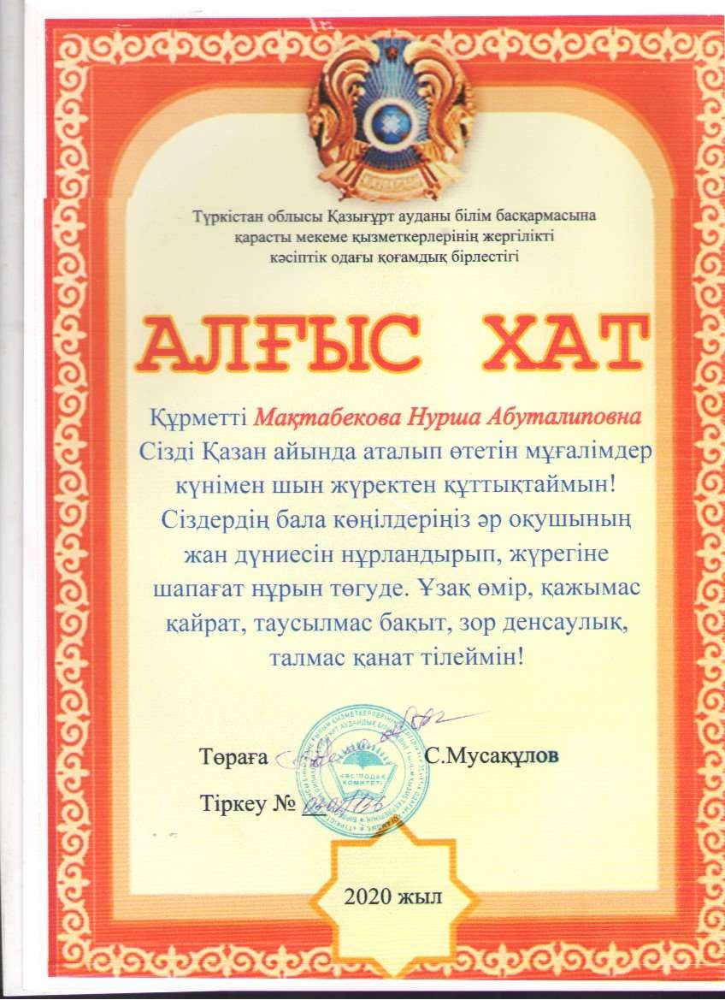 Түркістан облысы Қазығұрт ауданы білім басқармасына
қарасты мекеме қызметкерлерінің жергілікті
кәсіптік одағы қоғамдық бірлестігі
АЛҒЫС ХАТ
Құрметті Мақтабекова Нурша Абуталиповна
Сізді Қазан айында аталып өтетін мұғалімдер
күнімен шын жүректен құттықтаймын!
Сіздердің бала көңілдеріңіз әр оқушының
жан дүниесін нұрландырып, жүрегіне
шапағат нұрын төгуде. Ұзақ өмір, қажымас
қайрат, таусылмас бақыт, зор денсаулық,
талмас қанат тілеймін!
Төраға С.Мусақұлов
КӘСІПОДАҚ
КОМИТЕТІ
Тіркеу № 03-02/136
2020 жыл